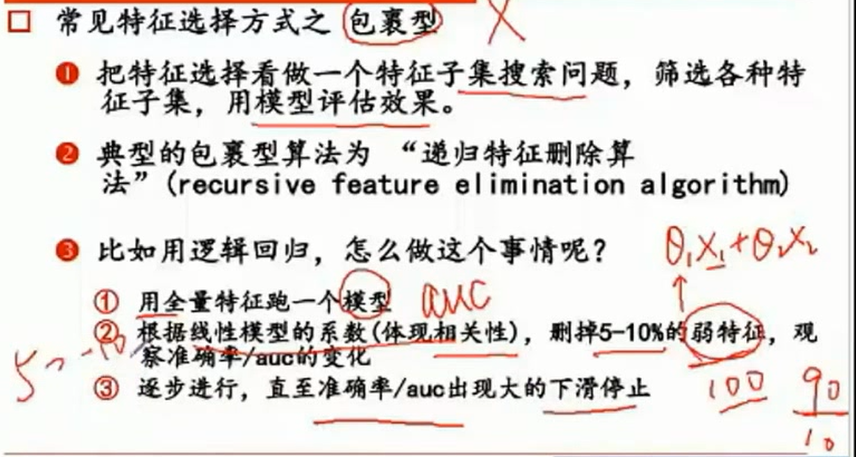 常见特征选择方式之 包裹型 X
❶ 把特征选择看做一个特征子集搜索问题，筛选各种特
征子集，用模型评估效果。
❷ 典型的包裹型算法为 “递归特征删除算
法”(recursive feature elimination algorithm)
❸ 比如用逻辑回归，怎么做这个事情呢？
θ₁X₁+θ₂X₂
① 用全量特征跑一个模型 auc
② 根据线性模型的系数(体现相关性)，删掉5-10%的弱特征，观
察准确率/auc的变化
③ 逐步进行，直至准确率/auc出现大的下滑停止
100
90
10